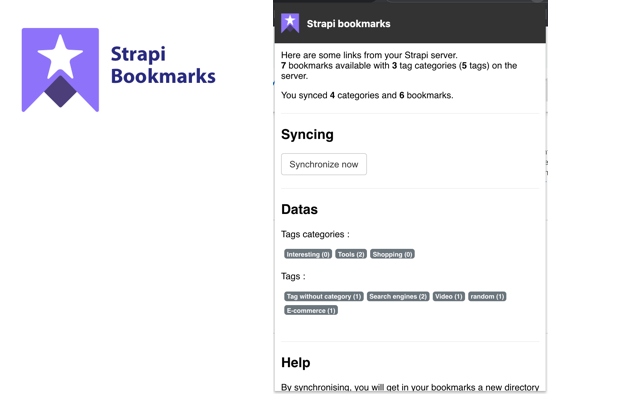 Strapi
Bookmarks
Strapi bookmarks
Here are some links from your Strapi server.
7 bookmarks available with 3 tag categories (5 tags) on the
server.
You synced 4 categories and 6 bookmarks.
Syncing
Synchronize now
Datas
Tags categories :
Interesting (0) Tools (2) Shopping (0)
Tags :
Tag without category (1) Search engines (2) Video (1) random (1)
E-commerce (1)
Help
By synchronising, you will get in your bookmarks a new directory